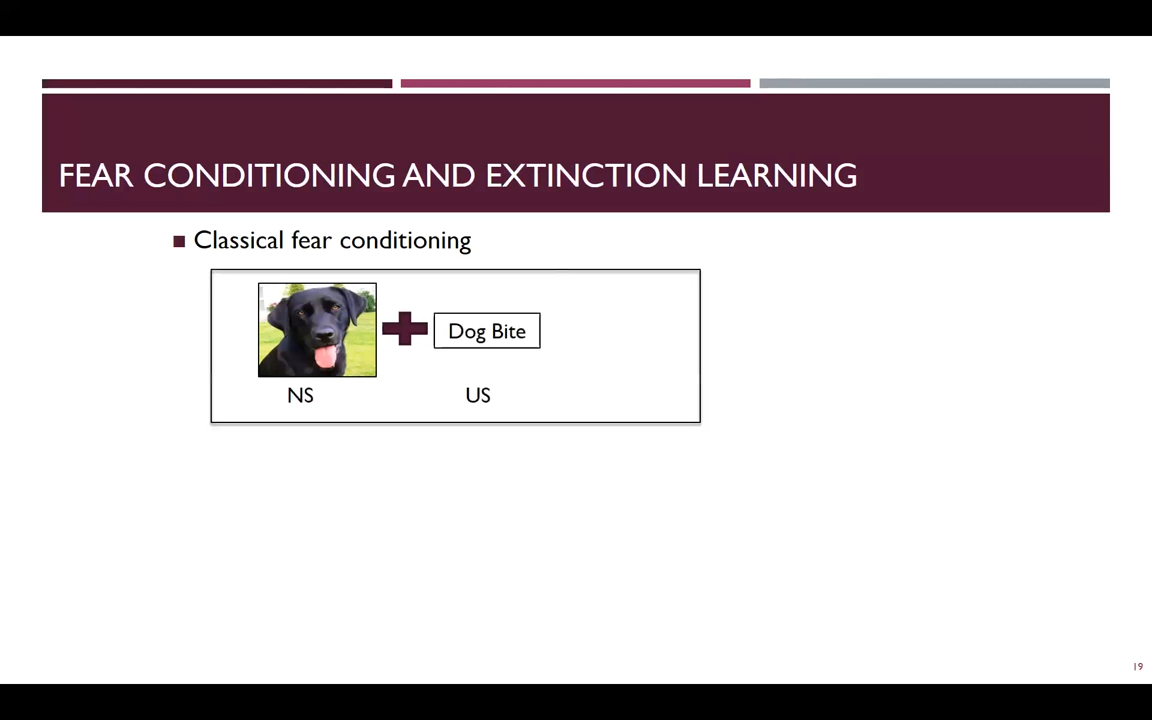 FEAR CONDITIONING AND EXTINCTION LEARNING
Classical fear conditioning
Dog Bite
NS
US
19